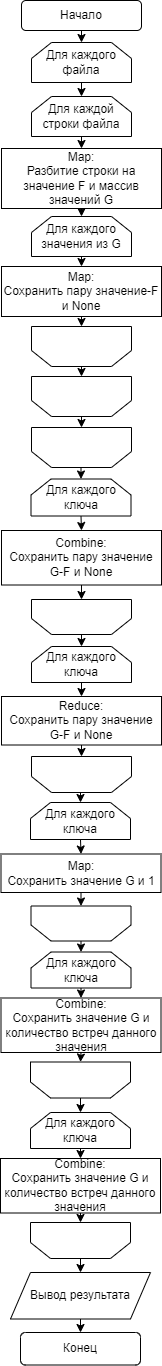 Начало
Для каждого
файла
Для каждой
строки файла
Map:
Разбитие строки на
значение F и массив
значений G
Для каждого
значения из G
Map:
Сохранить пару значение-F
и None
Для каждого
ключа
Combine:
Сохранить пару значение
G-F и None
Для каждого
ключа
Reduce:
Сохранить пару значение
G-F и None
Для каждого
ключа
Map:
Сохранить значение G и 1
Для каждого
ключа
Combine:
Сохранить значение G и
количество встреч данного
значения
Для каждого
ключа
Combine:
Сохранить значение G и
количество встреч данного
значения
Вывод результата
Конец